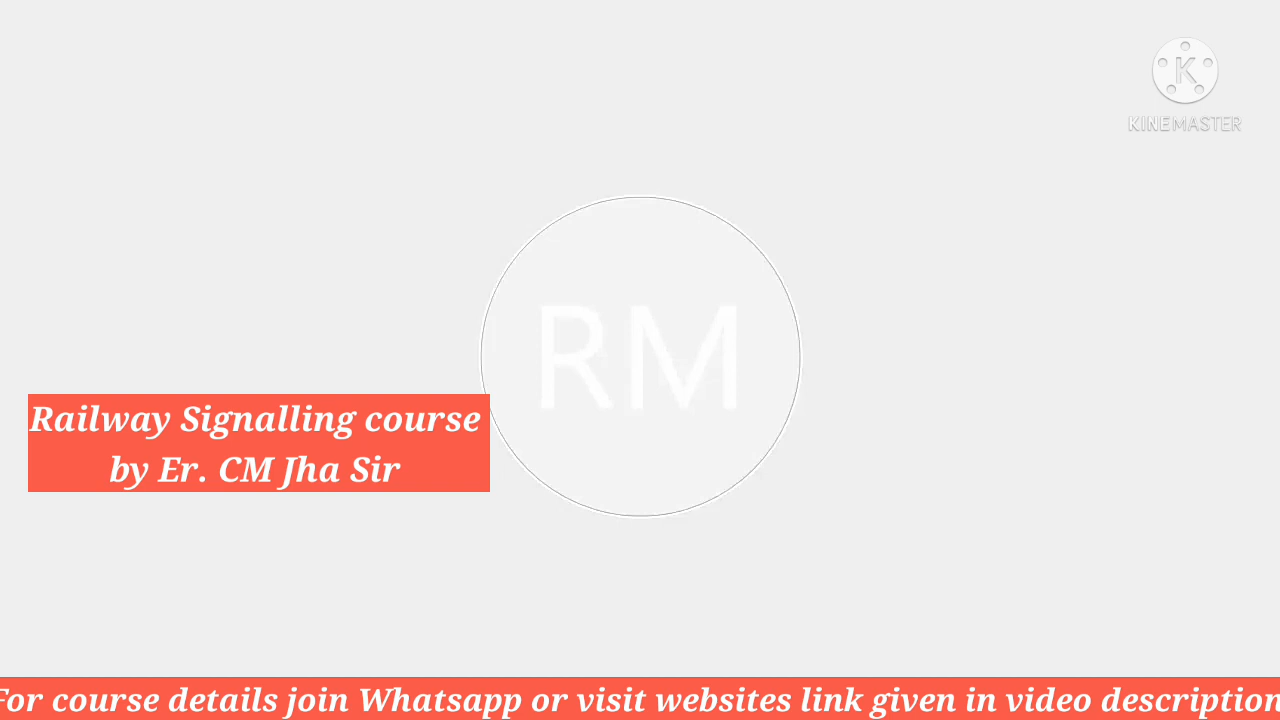 K
KINEMASTER
RM
Railway Signalling course
by Er. CM Jha Sir
For course details join Whatsapp or visit websites link given in video description